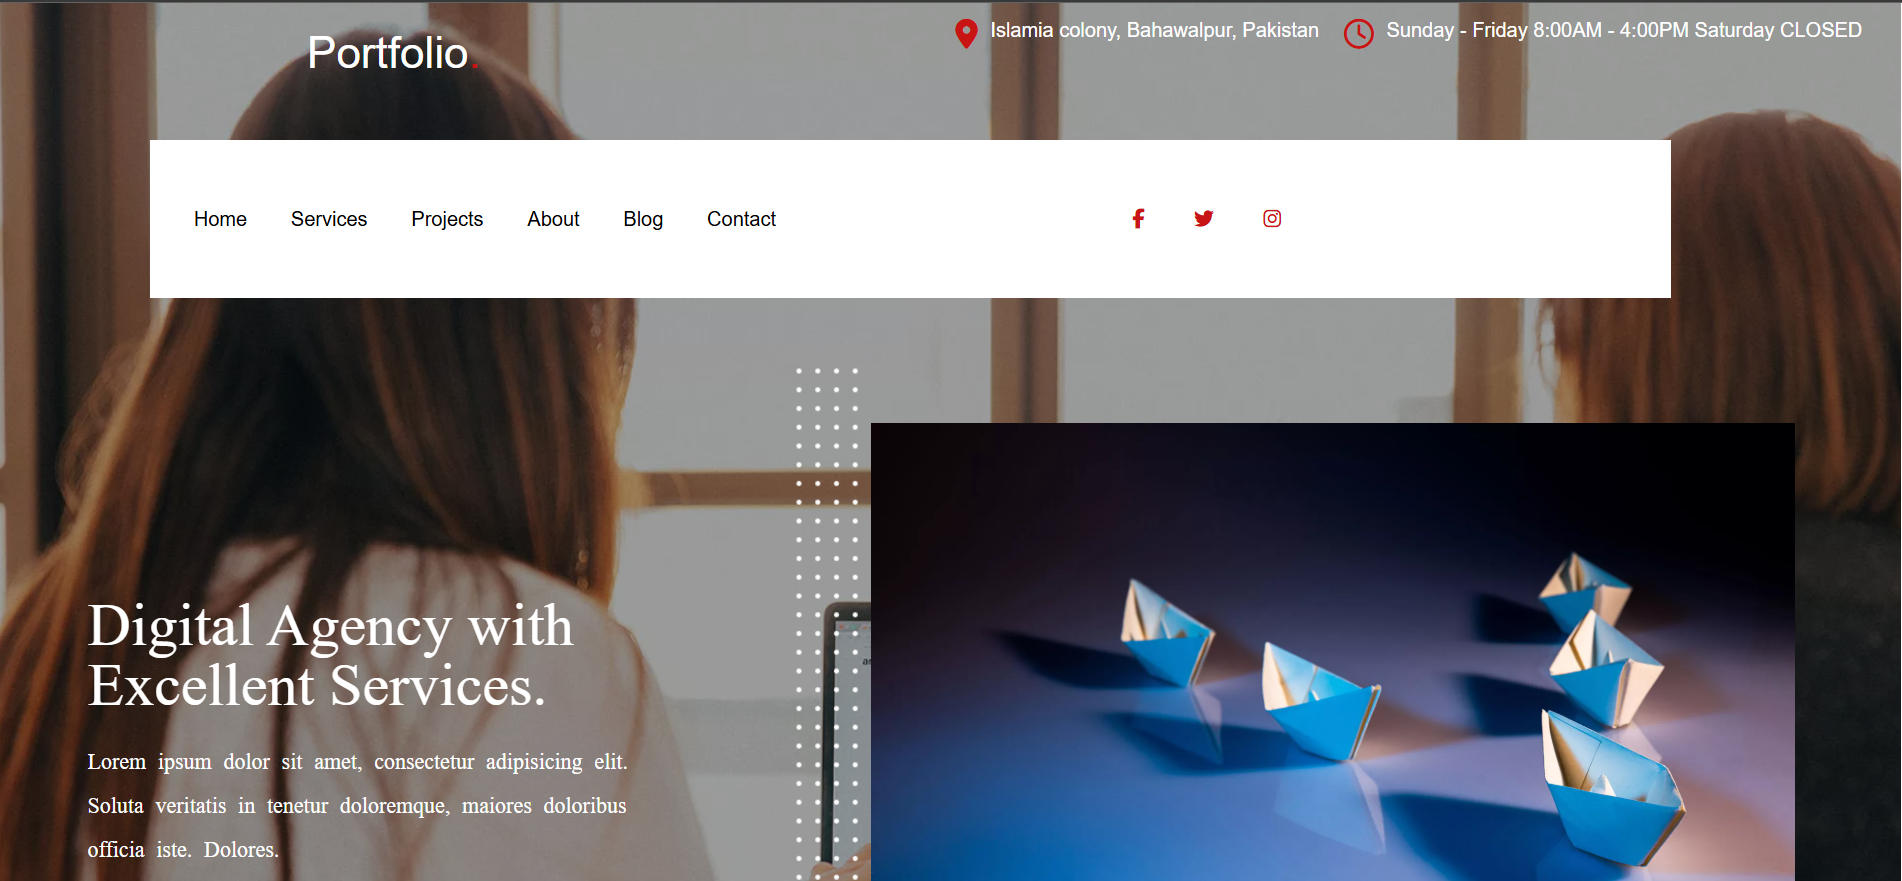 Portfolio.
Islamia colony, Bahawalpur, Pakistan
Sunday - Friday 8:00AM - 4:00PM Saturday CLOSED
Home Services Projects About Blog Contact
Digital Agency with
Excellent Services.
Lorem ipsum dolor sit amet, consectetur adipisicing elit.
Soluta veritatis in tenetur doloremque, maiores doloribus
officia iste. Dolores.